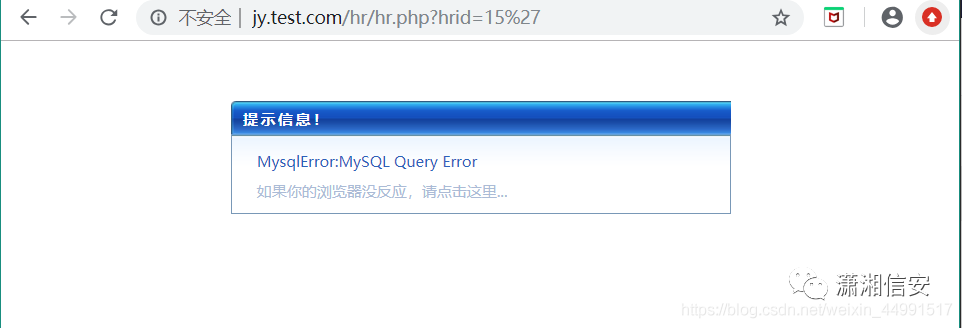 不安全 | jy.test.com/hr/hr.php?hrid=15%27
提示信息！
MysqlError:MySQL Query Error
如果你的浏览器没反应，请点击这里...
潇湘信安
https://blog.csdn.net/weixin_44991517